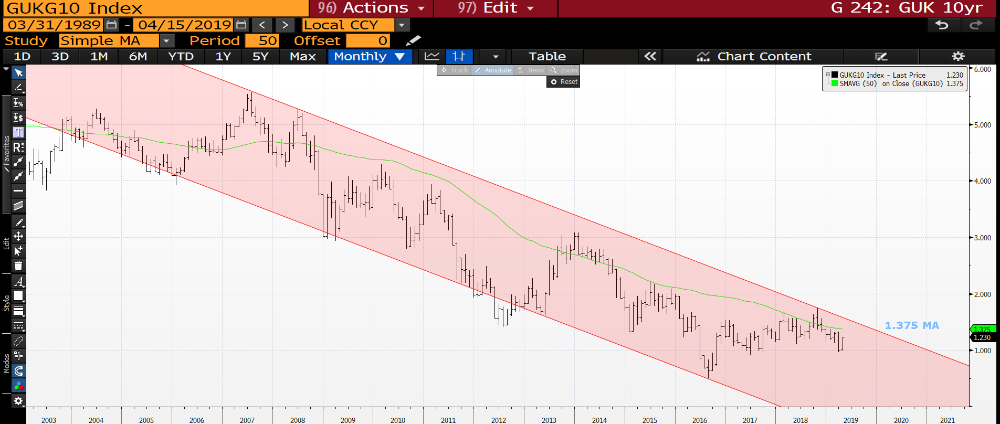 GUKG10 Index 96) Actions 97) Edit G 242: GUK 10yr
03/31/1989 - 04/15/2019 < > Local CCY
Study Simple MA Period 50 Offset 0
1D 3D 1M 6M YTD 1Y 5Y Max Monthly Table Chart Content
Track Annotate News Zoom
Reset
GUKG10 Index - Last Price 1.230
SMAVG (50) on Close (GUKG10) 1.375
Favorites
Edit
Style
Modes
%
$
T
R
A
6.000
5.000
4.000
3.000
2.000
1.375 MA
1.375
1.230
1.000
2003 2004 2005 2006 2007 2008 2009 2010 2011 2012 2013 2014 2015 2016 2017 2018 2019 2020 2021